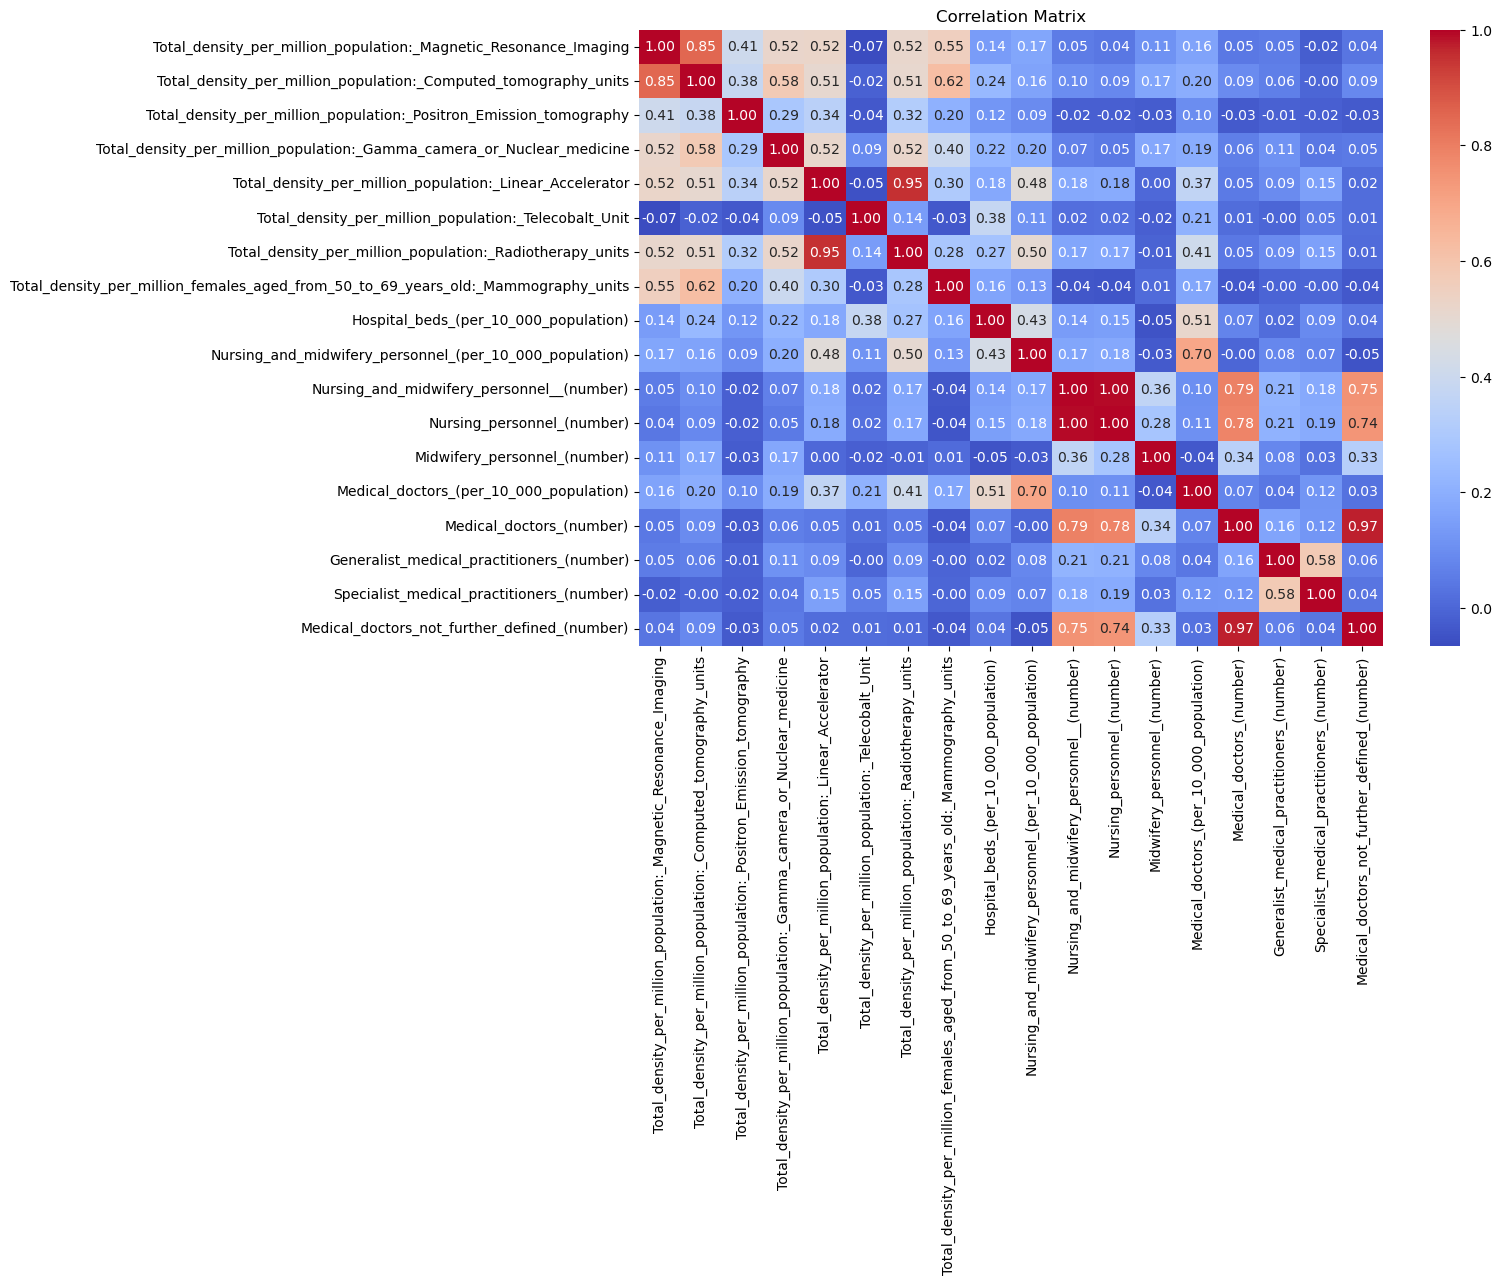 Correlation Matrix
Total_density_per_million_population:_Magnetic_Resonance_Imaging 1.00 0.85 0.41 0.52 0.52 -0.07 0.52 0.55 0.14 0.17 0.05 0.04 0.11 0.16 0.05 0.05 -0.02 0.04
Total_density_per_million_population:_Computed_tomography_units 0.85 1.00 0.38 0.58 0.51 -0.02 0.51 0.62 0.24 0.16 0.10 0.09 0.17 0.20 0.09 0.06 -0.00 0.09
Total_density_per_million_population:_Positron_Emission_tomography 0.41 0.38 1.00 0.29 0.34 -0.04 0.32 0.20 0.12 0.09 -0.02 -0.02 -0.03 0.10 -0.03 -0.01 -0.02 -0.03
Total_density_per_million_population:_Gamma_camera_or_Nuclear_medicine 0.52 0.58 0.29 1.00 0.52 0.09 0.52 0.40 0.22 0.20 0.07 0.05 0.17 0.19 0.06 0.11 0.04 0.05
Total_density_per_million_population:_Linear_Accelerator 0.52 0.51 0.34 0.52 1.00 -0.05 0.95 0.30 0.18 0.48 0.18 0.18 0.00 0.37 0.05 0.09 0.15 0.02
Total_density_per_million_population:_Telecobalt_Unit -0.07 -0.02 -0.04 0.09 -0.05 1.00 0.14 -0.03 0.38 0.11 0.02 0.02 -0.02 0.21 0.01 -0.00 0.05 0.01
Total_density_per_million_population:_Radiotherapy_units 0.52 0.51 0.32 0.52 0.95 0.14 1.00 0.28 0.27 0.50 0.17 0.17 -0.01 0.41 0.05 0.09 0.15 0.01
Total_density_per_million_females_aged_from_50_to_69_years_old:_Mammography_units 0.55 0.62 0.20 0.40 0.30 -0.03 0.28 1.00 0.16 0.13 -0.04 -0.04 0.01 0.17 -0.04 -0.00 -0.00 -0.04
Hospital_beds_(per_10_000_population) 0.14 0.24 0.12 0.22 0.18 0.38 0.27 0.16 1.00 0.43 0.14 0.15 -0.05 0.51 0.07 0.02 0.09 0.04
Nursing_and_midwifery_personnel_(per_10_000_population) 0.17 0.16 0.09 0.20 0.48 0.11 0.50 0.13 0.43 1.00 0.17 0.18 -0.03 0.70 -0.00 0.08 0.07 -0.05
Nursing_and_midwifery_personnel__(number) 0.05 0.10 -0.02 0.07 0.18 0.02 0.17 -0.04 0.14 0.17 1.00 1.00 0.36 0.10 0.79 0.21 0.18 0.75
Nursing_personnel_(number) 0.04 0.09 -0.02 0.05 0.18 0.02 0.17 -0.04 0.15 0.18 1.00 1.00 0.28 0.11 0.78 0.21 0.19 0.74
Midwifery_personnel_(number) 0.11 0.17 -0.03 0.17 0.00 -0.02 -0.01 0.01 -0.05 -0.03 0.36 0.28 1.00 -0.04 0.34 0.08 0.03 0.33
Medical_doctors_(per_10_000_population) 0.16 0.20 0.10 0.19 0.37 0.21 0.41 0.17 0.51 0.70 0.10 0.11 -0.04 1.00 0.07 0.04 0.12 0.03
Medical_doctors_(number) 0.05 0.09 -0.03 0.06 0.05 0.01 0.05 -0.04 0.07 -0.00 0.79 0.78 0.34 0.07 1.00 0.16 0.12 0.97
Generalist_medical_practitioners_(number) 0.05 0.06 -0.01 0.11 0.09 -0.00 0.09 -0.00 0.02 0.08 0.21 0.21 0.08 0.04 0.16 1.00 0.58 0.06
Specialist_medical_practitioners_(number) -0.02 -0.00 -0.02 0.04 0.15 0.05 0.15 -0.00 0.09 0.07 0.18 0.19 0.03 0.12 0.12 0.58 1.00 0.04
Medical_doctors_not_further_defined_(number) 0.04 0.09 -0.03 0.05 0.02 0.01 0.01 -0.04 0.04 -0.05 0.75 0.74 0.33 0.03 0.97 0.06 0.04 1.00
Total_density_per_million_population:_Magnetic_Resonance_Imaging
Total_density_per_million_population:_Computed_tomography_units
Total_density_per_million_population:_Positron_Emission_tomography
Total_density_per_million_population:_Gamma_camera_or_Nuclear_medicine
Total_density_per_million_population:_Linear_Accelerator
Total_density_per_million_population:_Telecobalt_Unit
Total_density_per_million_population:_Radiotherapy_units
Total_density_per_million_females_aged_from_50_to_69_years_old:_Mammography_units
Hospital_beds_(per_10_000_population)
Nursing_and_midwifery_personnel_(per_10_000_population)
Nursing_and_midwifery_personnel__(number)
Nursing_personnel_(number)
Midwifery_personnel_(number)
Medical_doctors_(per_10_000_population)
Medical_doctors_(number)
Generalist_medical_practitioners_(number)
Specialist_medical_practitioners_(number)
Medical_doctors_not_further_defined_(number)
1.0
0.8
0.6
0.4
0.2
0.0